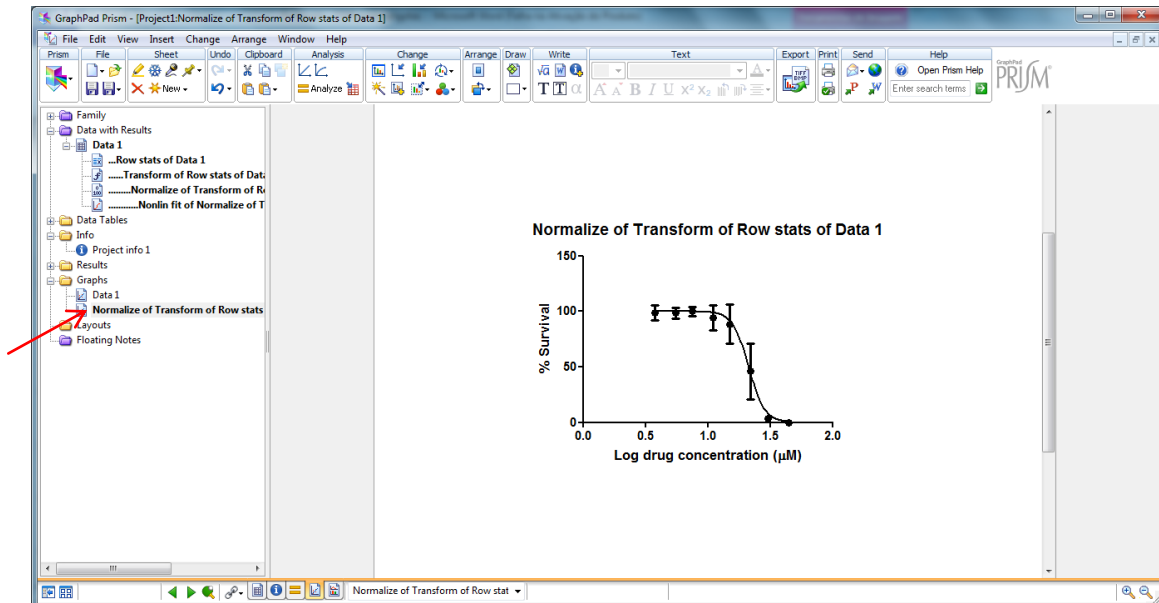 GraphPad Prism - [Project1:Normalize of Transform of Row stats of Data 1]
File Edit View Insert Change Arrange Window Help
Prism File Sheet Undo Clipboard Analysis Change Arrange Draw Write Text Export Print Send Help
New
Analyze
√α
T T α
A A B I U X² X₂
TIFF
BMP
P W
Open Prism Help
Enter search terms
GraphPad
PRISM
Family
Data with Results
Data 1
...Row stats of Data 1
......Transform of Row stats of Data
.........Normalize of Transform of Ro
............Nonlin fit of Normalize of T
Data Tables
Info
Project info 1
Results
Graphs
Data 1
Normalize of Transform of Row stats
Layouts
Floating Notes
Normalize of Transform of Row stats of Data 1
% Survival
150
100
50
0
0.0 0.5 1.0 1.5 2.0
Log drug concentration (μM)
Normalize of Transform of Row stat